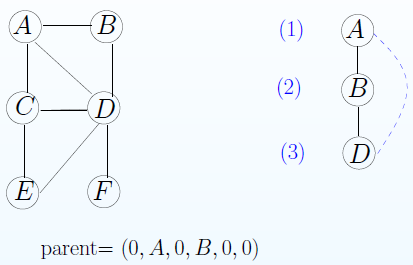 A B (1) A
C D (2) B
(3) D
E F
parent= (0, A, 0, B, 0, 0)